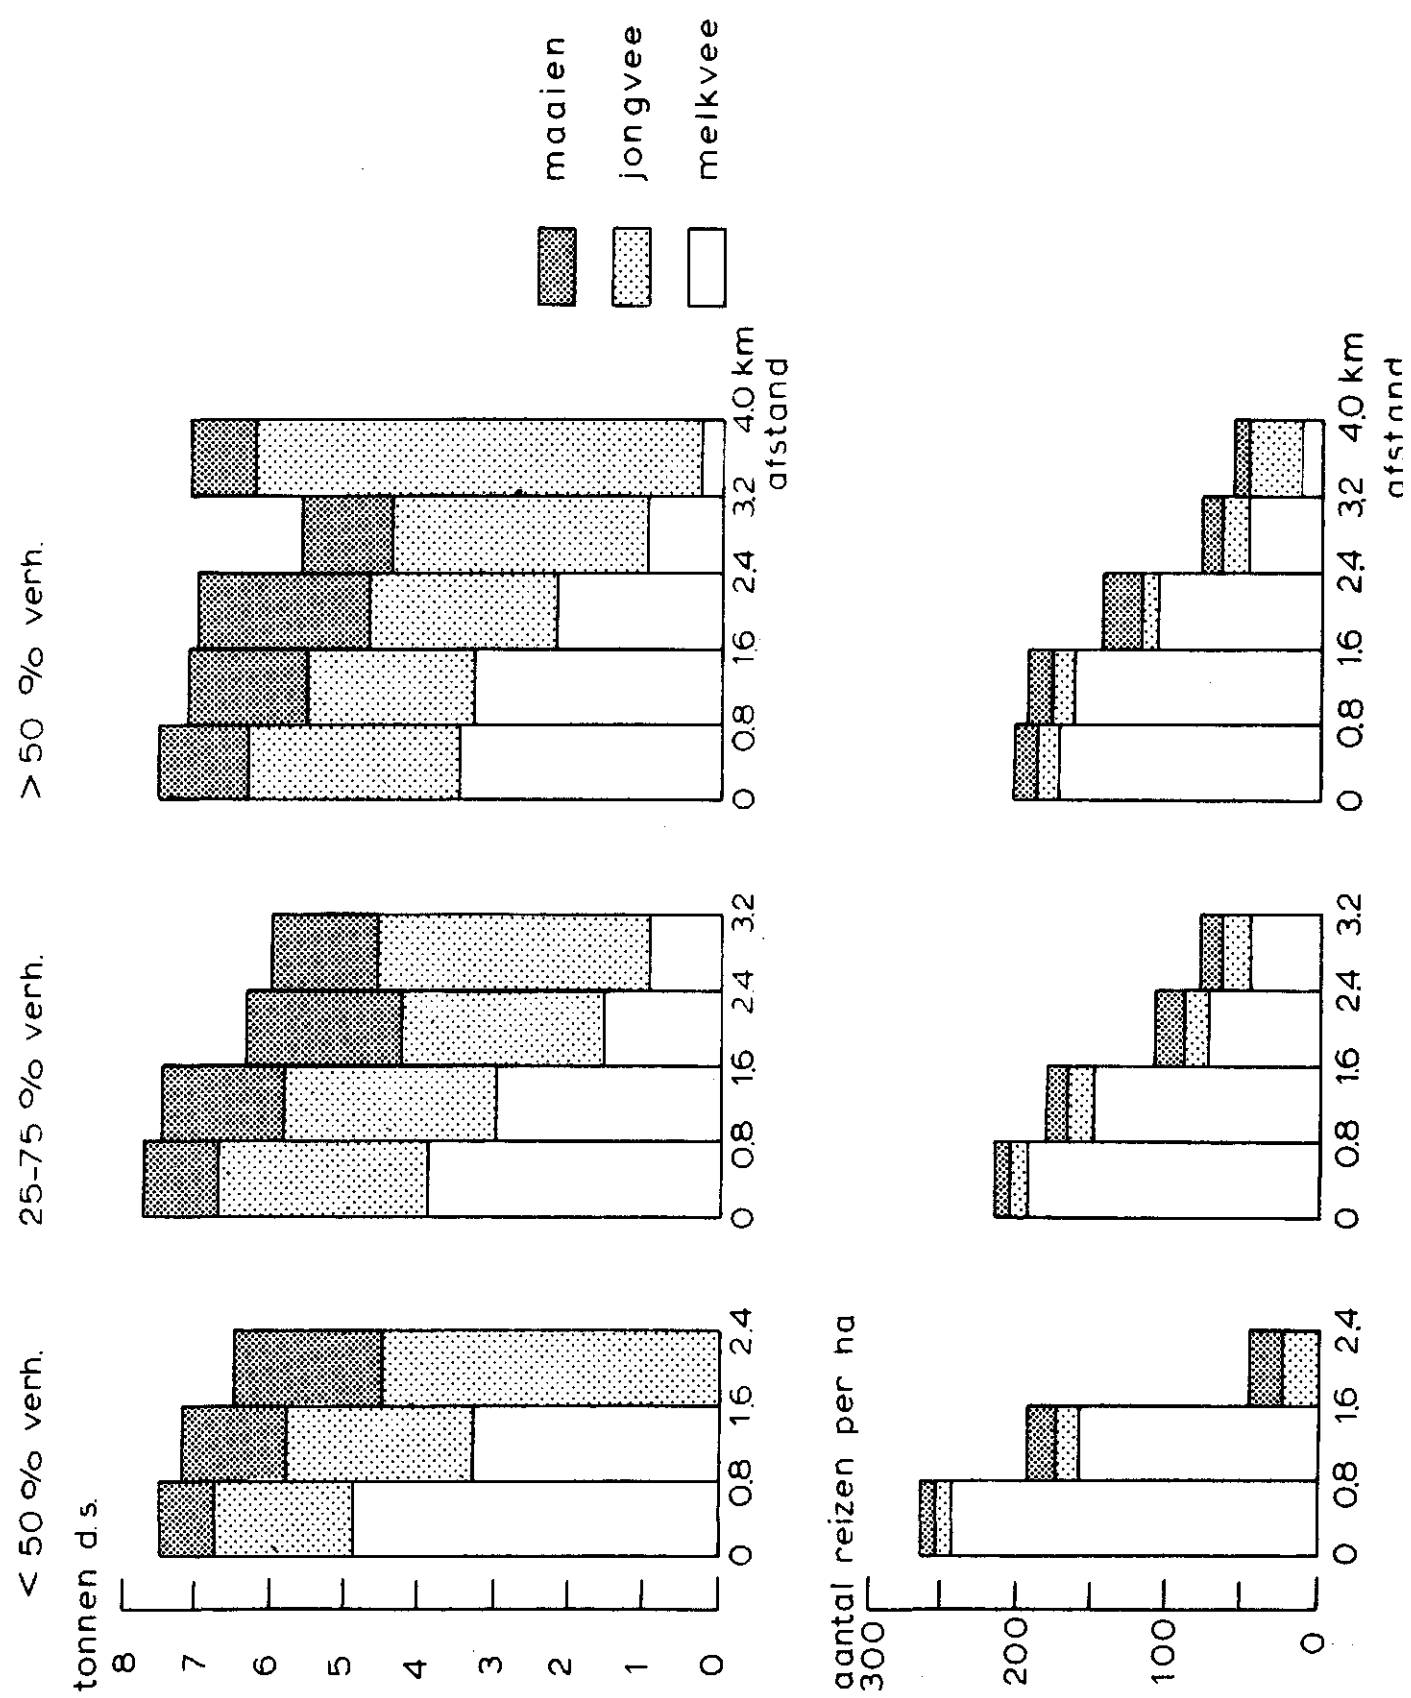 < 50 % verh.
25-75 % verh.
> 50 % verh.
tonnen d.s.
8
7
6
5
4
3
2
1
0
0 0.8 1.6 2.4
0 0.8 1.6 2.4 3.2
0 0.8 1.6 2.4 3.2 4.0 km
afstand
maaien
jongvee
melkvee
aantal reizen per ha
300
200
100
0
0 0.8 1.6 2.4
0 0.8 1.6 2.4 3.2
0 0.8 1.6 2.4 3.2 4.0 km
afstand